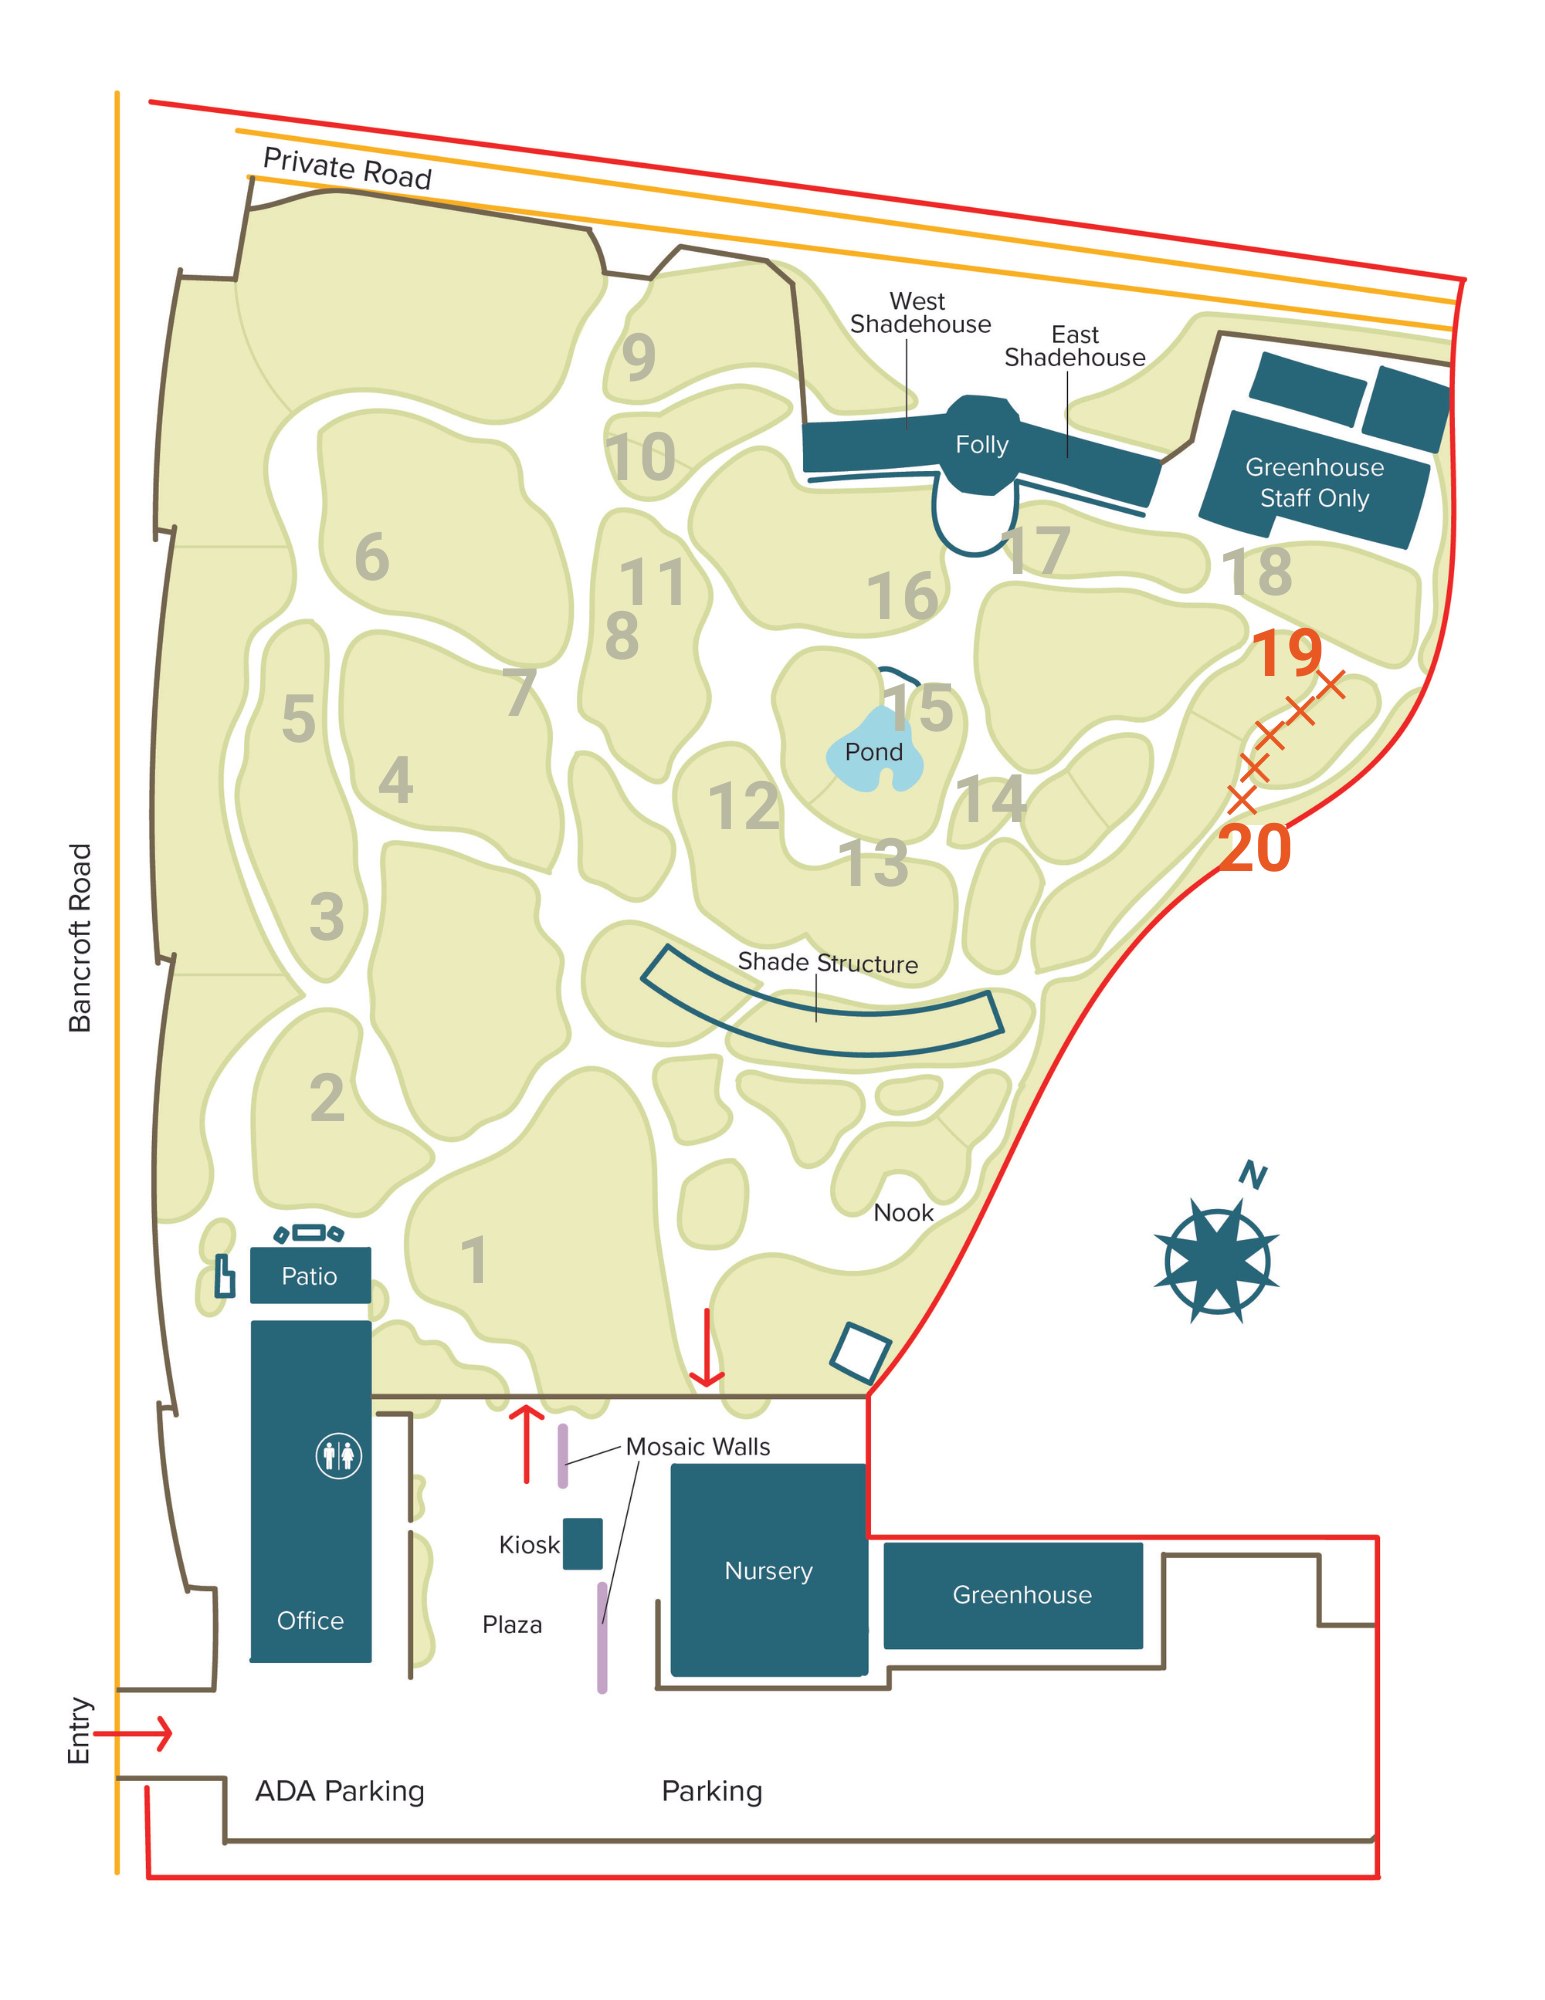 Private Road
West
Shadehouse
East
Shadehouse
9
Folly
Greenhouse
Staff Only
10
6
11
17
18
16
8
19
7
5
15
Pond
4
12
14
20
13
3
Bancroft Road
Shade Structure
2
N
Nook
1
Patio
Mosaic Walls
Kiosk
Nursery
Greenhouse
Office
Plaza
Entry
ADA Parking
Parking